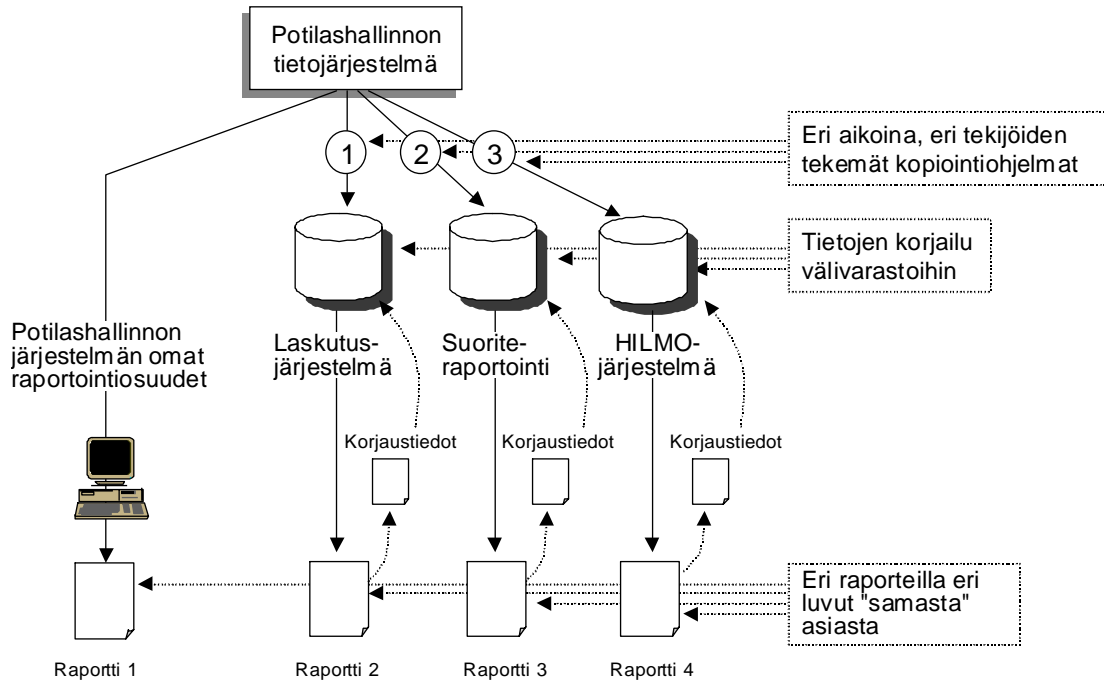 Potilashallinnon
tietojärjestelmä
1
2
3
Eri aikoina, eri tekijöiden
tekemät kopiointiohjelmat
Tietojen korjailu
välivarastoihin
Potilashallinnon
järjestelmän omat
raportointiosuudet
Laskutus-
järjestelmä
Suorite-
raportointi
HILMO-
järjestelmä
Korjaustiedot
Korjaustiedot
Korjaustiedot
Eri raporteilla eri
luvut "samasta"
asiasta
Raportti 1
Raportti 2
Raportti 3
Raportti 4